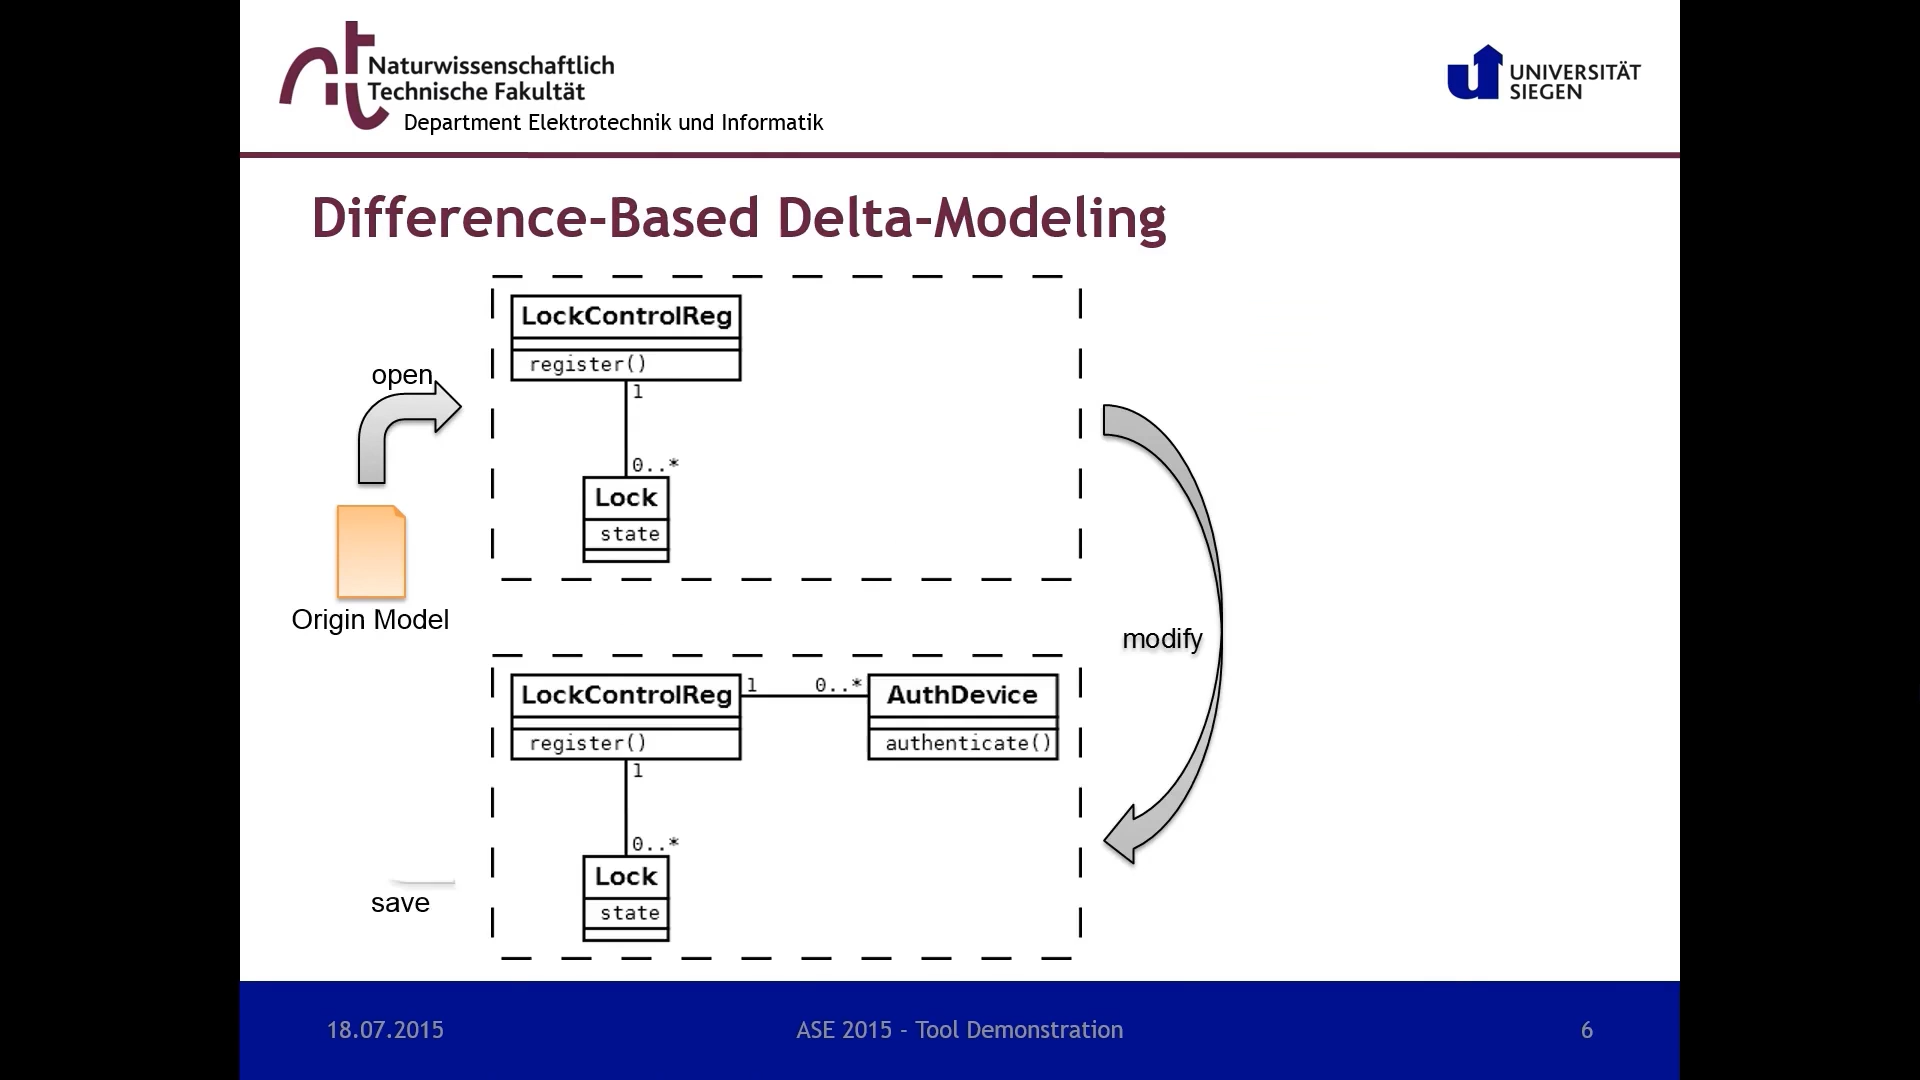 Naturwissenschaftlich
Technische Fakultät
Department Elektrotechnik und Informatik
UNIVERSITÄT
SIEGEN
Difference-Based Delta-Modeling
open
Origin Model
LockControlReg
register()
1
0..*
Lock
state
modify
LockControlReg
register()
1
0..*
AuthDevice
authenticate()
1
0..*
Lock
state
save
18.07.2015
ASE 2015 - Tool Demonstration
6